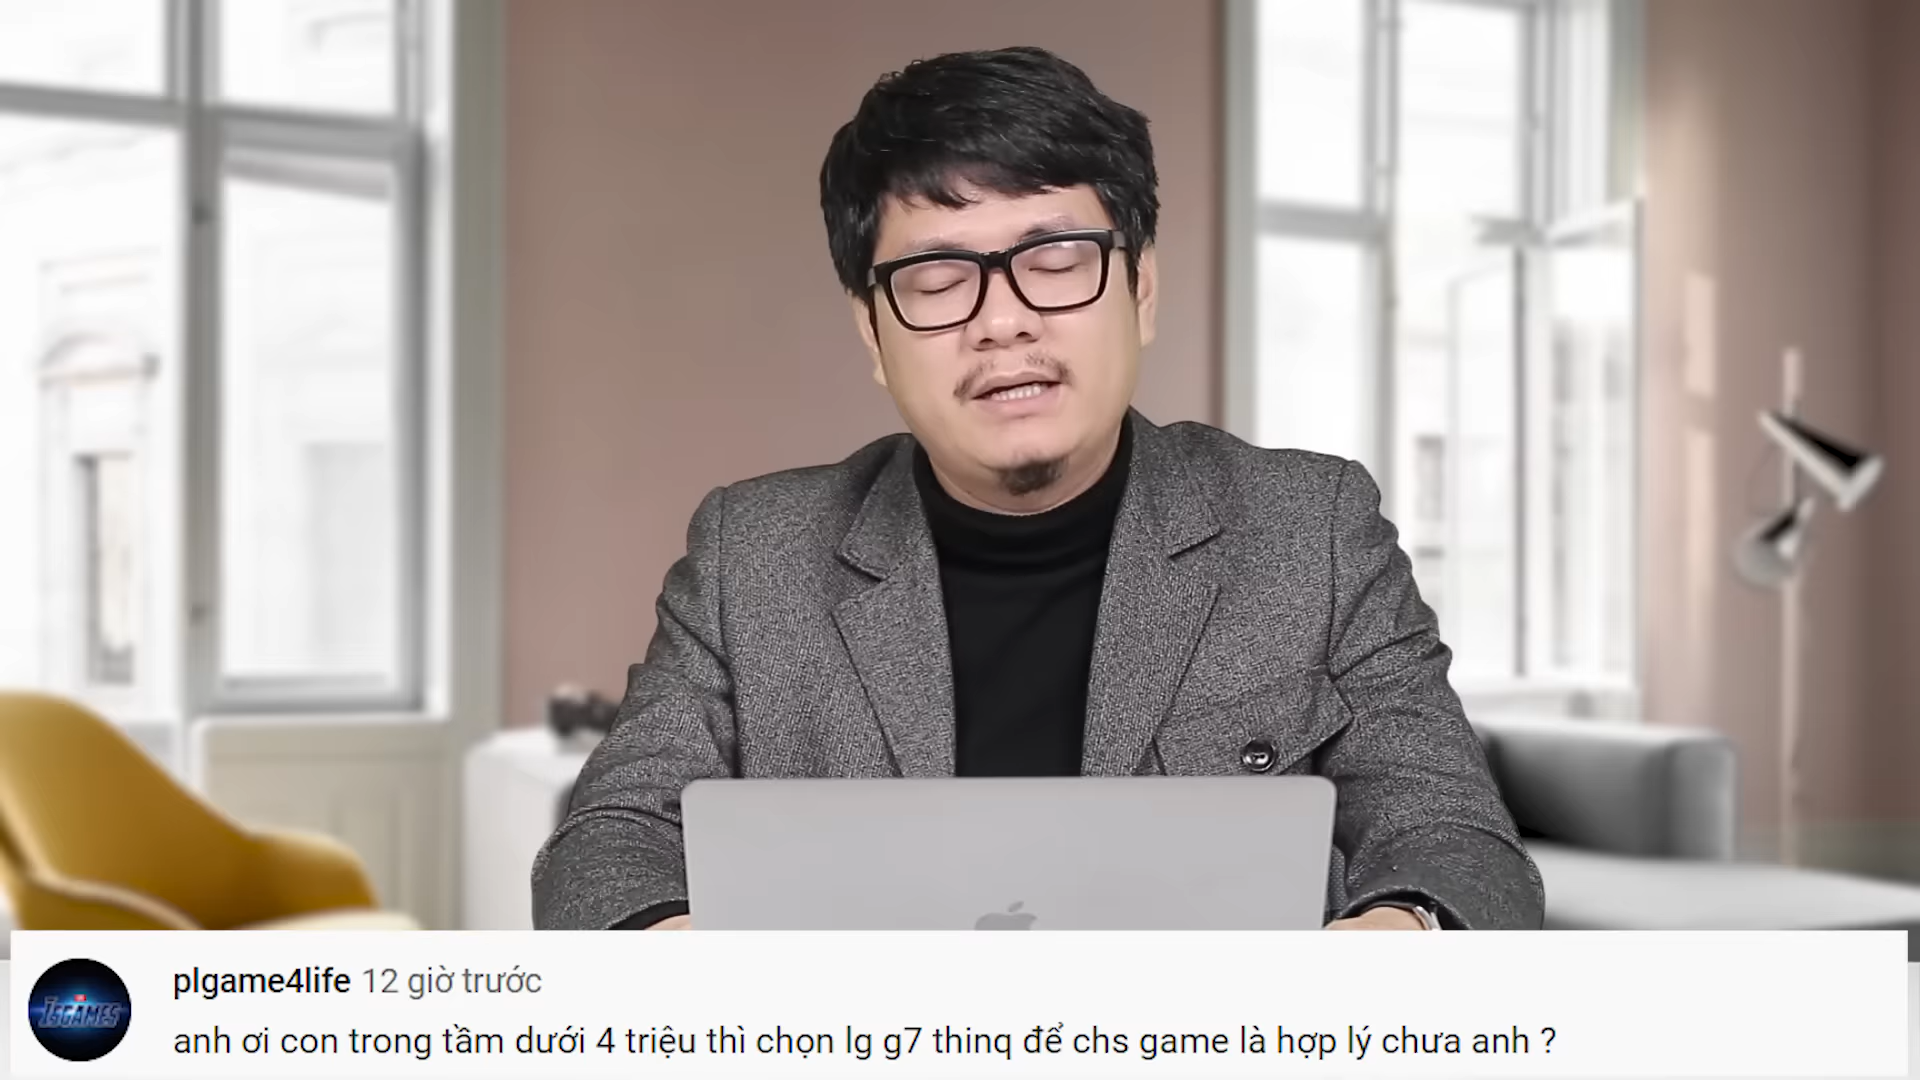 plgame4life 12 giờ trước
anh ơi con trong tầm dưới 4 triệu thì chọn lg g7 thinq để chs game là hợp lý chưa anh ?